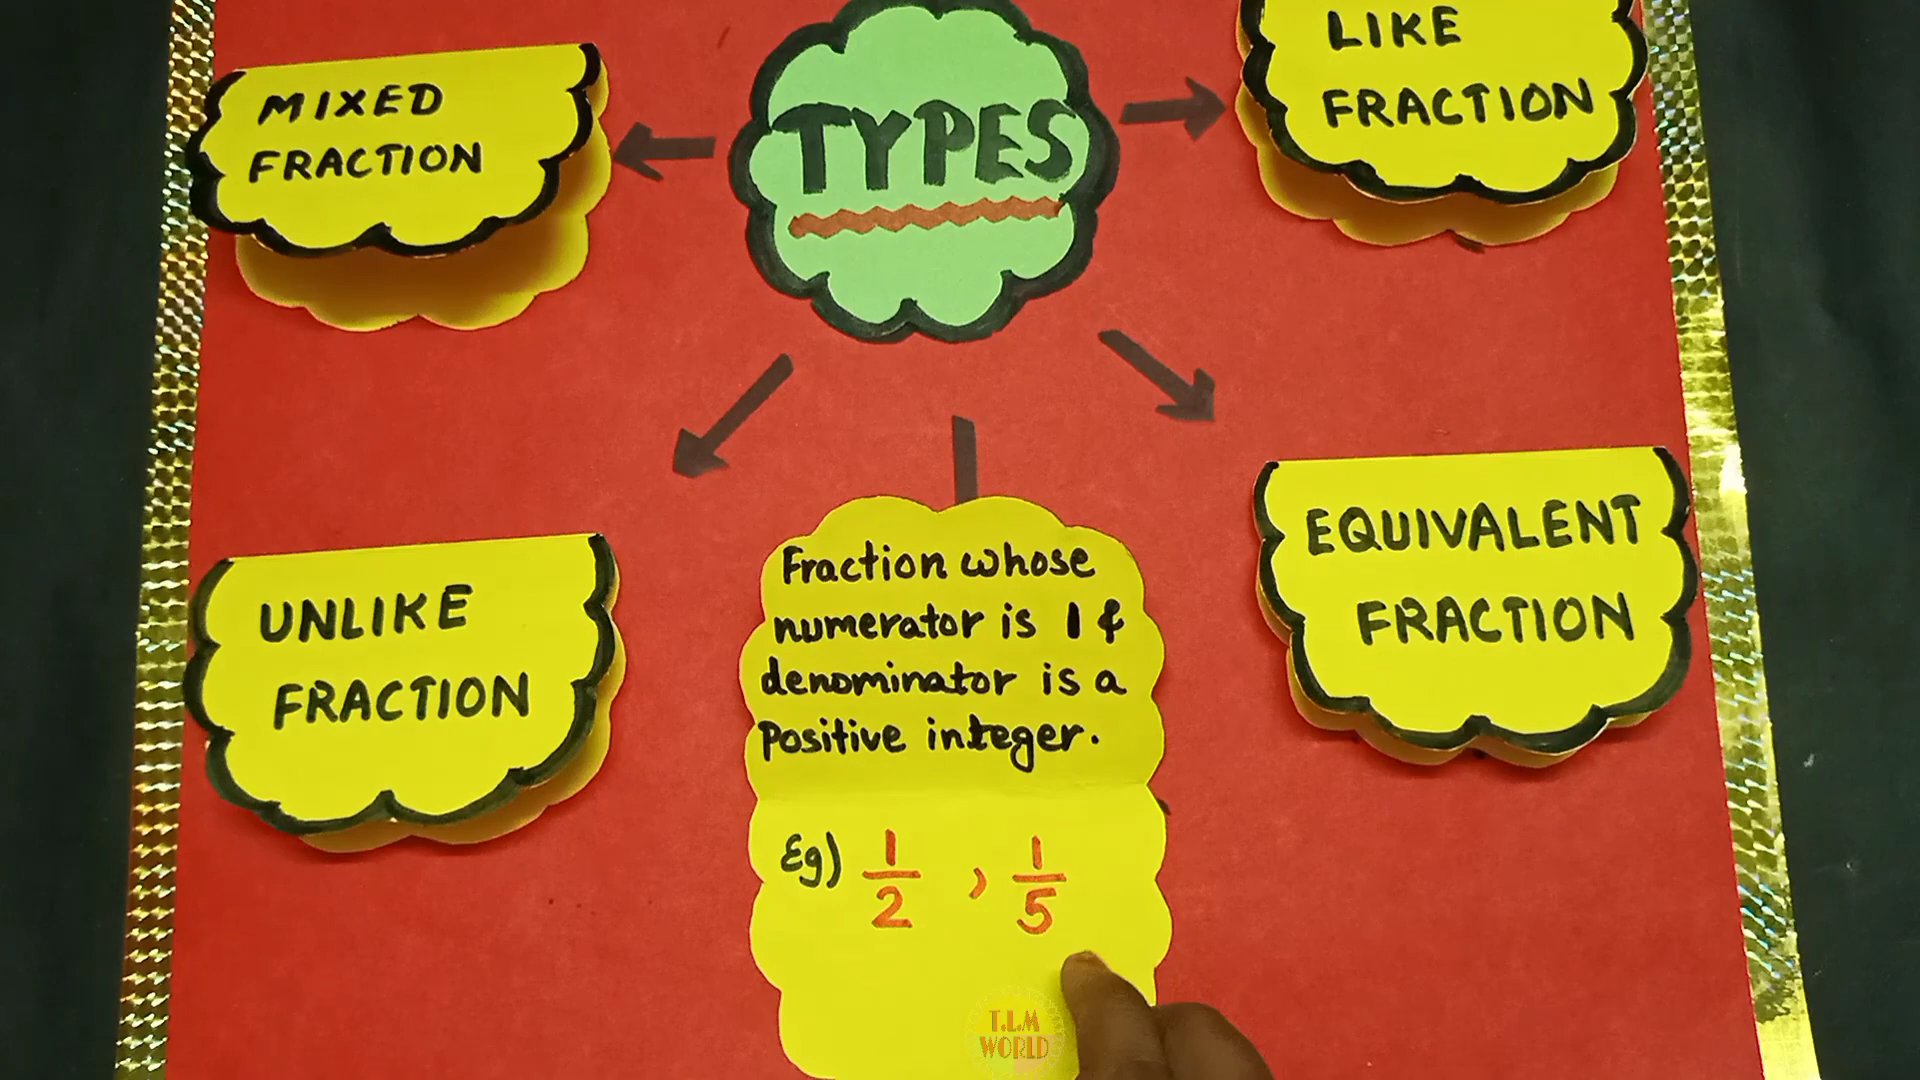 TYPES
MIXED
FRACTION
LIKE
FRACTION
UNLIKE
FRACTION
Fraction whose
numerator is 1 &
denominator is a
Positive integer.
Eg) 1/2 , 1/5
EQUIVALENT
FRACTION
T.L.M
WORLD